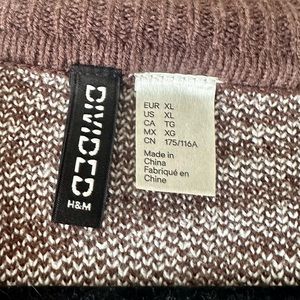 DIVIDED
H&M
EUR XL
US XL
CA TG
MX XG
CN 175/116A
Made in
China
Fabriqué en
Chine